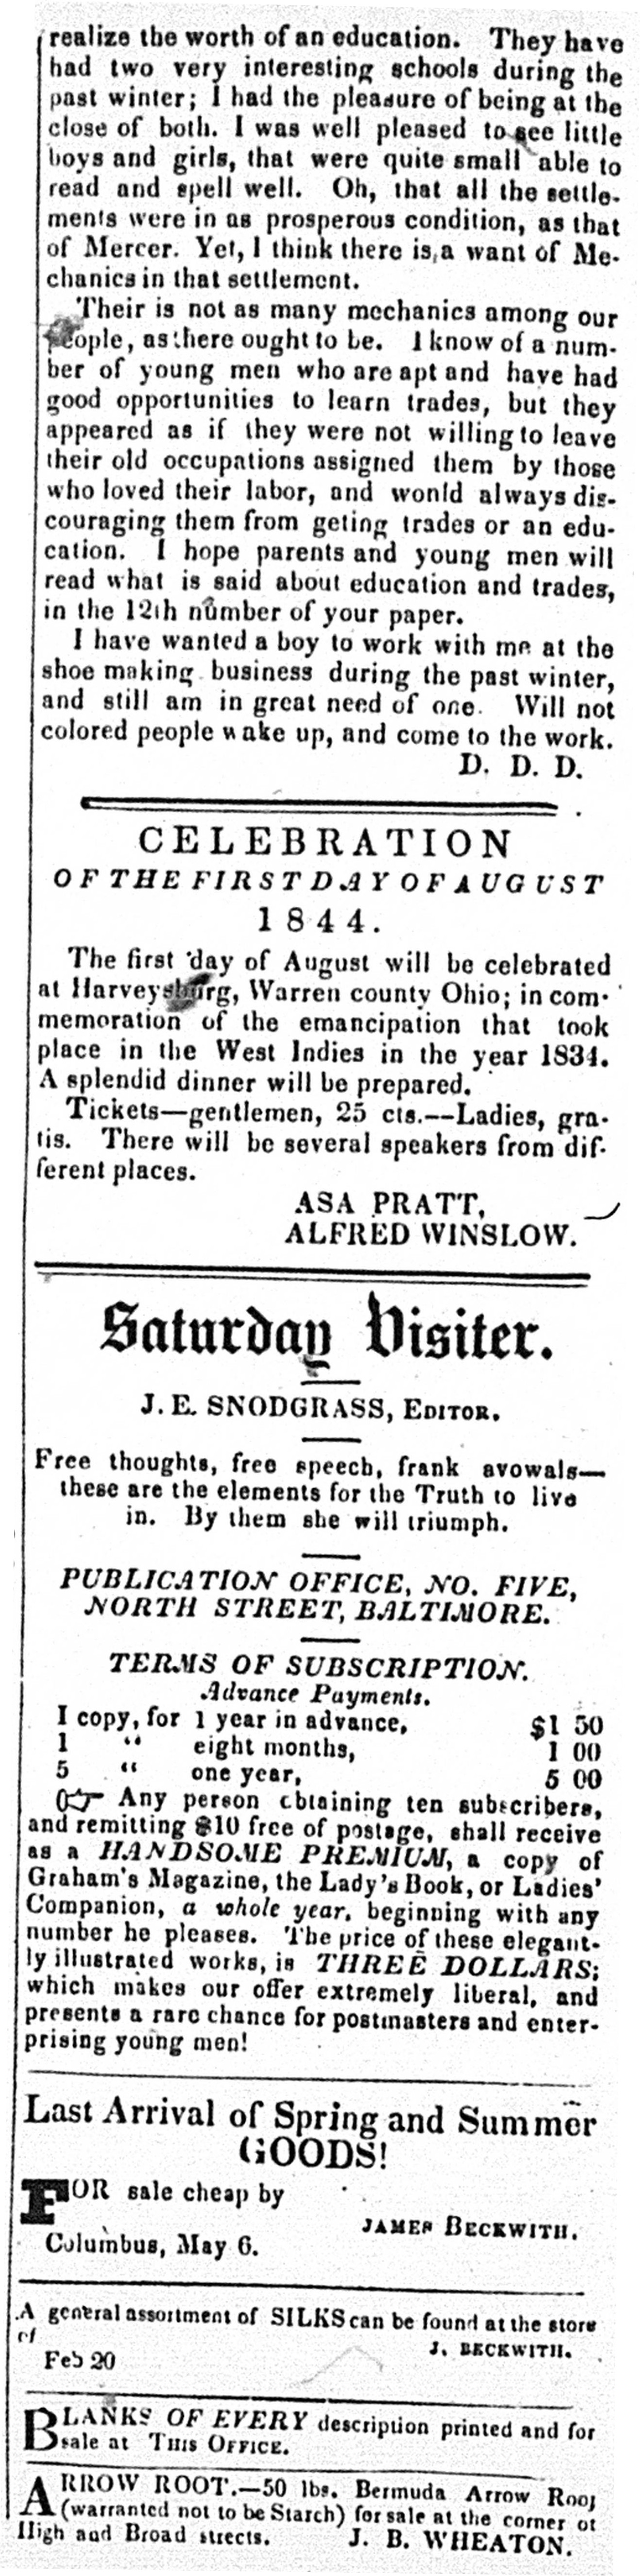 realize the worth of an education. They have
had two very interesting schools during the
past winter; I had the pleasure of being at the
close of both. I was well pleased to see little
boys and girls, that were quite small able to
read and spell well. Oh, that all the settle-
ments were in as prosperous condition, as that
of Mercer. Yet, I think there is, a want of Me-
chanics in that settlement.
Their is not as many mechanics among our
people, as there ought to be. I know of a num-
ber of young men who are apt and have had
good opportunities to learn trades, but they
appeared as if they were not willing to leave
their old occupations assigned them by those
who loved their labor, and wonld always dis-
couraging them from geting trades or an edu-
cation. I hope parents and young men will
read what is said about education and trades,
in the 12th number of your paper.
I have wanted a boy to work with me at the
shoe making business during the past winter,
and still am in great need of one. Will not
colored people wake up, and come to the work.
D. D. D.
CELEBRATION
OF THE FIRST DAY OF AUGUST
1844.
The first day of August will be celebrated
at Harveysburg, Warren county Ohio; in com-
memoration of the emancipation that took
place in the West Indies in the year 1834.
A splendid dinner will be prepared.
Tickets—gentlemen, 25 cts.—Ladies, gra-
tis. There will be several speakers from dif-
ferent places.
ASA PRATT,
ALFRED WINSLOW.
Saturday Visiter.
J. E. SNODGRASS, EDITOR.
Free thoughts, free speech, frank avowals—
these are the elements for the Truth to live
in. By them she will triumph.
PUBLICATION OFFICE, NO. FIVE,
NORTH STREET, BALTIMORE.
TERMS OF SUBSCRIPTION.
Advance Payments.
I copy, for 1 year in advance, $1 50
1 “ eight months, 1 00
5 “ one year, 5 00
☞ Any person obtaining ten subscribers,
and remitting $10 free of postage, shall receive
as a HANDSOME PREMIUM, a copy of
Graham's Magazine, the Lady's Book, or Ladies'
Companion, a whole year, beginning with any
number he pleases. The price of these elegant-
ly illustrated works, is THREE DOLLARS;
which makes our offer extremely liberal, and
presents a rare chance for postmasters and enter-
prising young men!
Last Arrival of Spring and Summer
GOODS!
FOR sale cheap by
JAMES BECKWITH.
Columbus, May 6.
A general assortment of SILKS can be found at the store
of J. BECKWITH.
Feb 20
BLANKS OF EVERY description printed and for
sale at THIS OFFICE.
ARROW ROOT.—50 lbs. Bermuda Arrow Root
(warranted not to be Starch) for sale at the corner of
High and Broad streets. J. B. WHEATON.